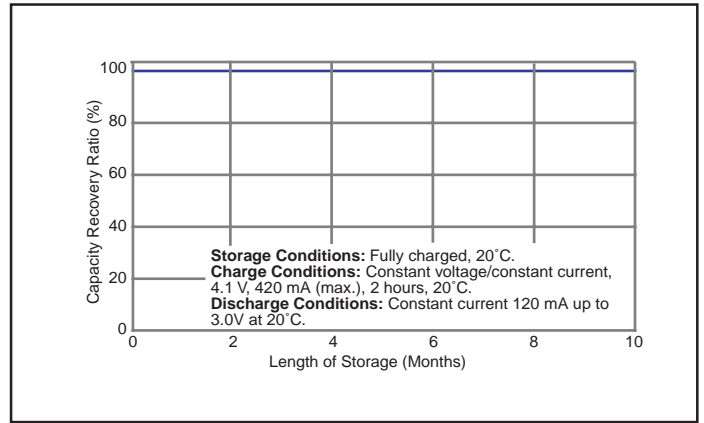 100
80
60
40
20
0
Capacity Recovery Ratio (%)
Storage Conditions: Fully charged, 20˚C.
Charge Conditions: Constant voltage/constant current,
4.1 V, 420 mA (max.), 2 hours, 20˚C.
Discharge Conditions: Constant current 120 mA up to
3.0V at 20˚C.
0 2 4 6 8 10
Length of Storage (Months)